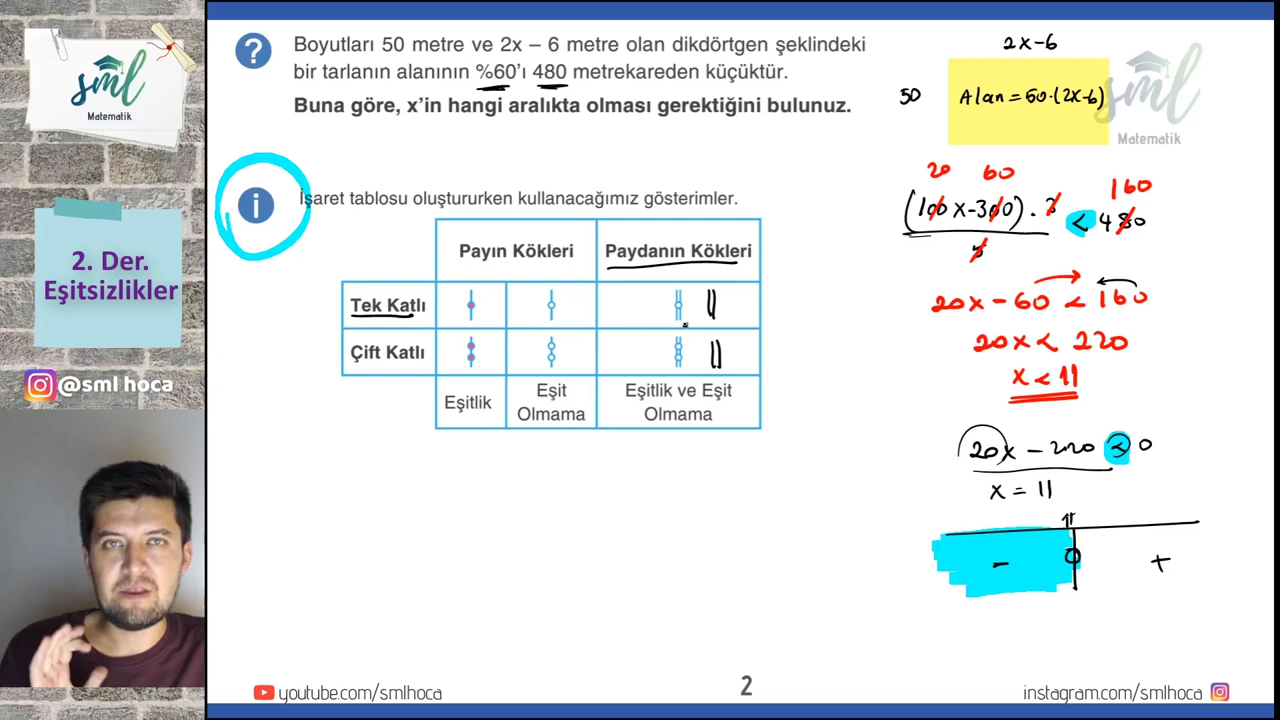 sml
Matematik
2. Der.
Eşitsizlikler
@sml hoca
?
Boyutları 50 metre ve 2x – 6 metre olan dikdörtgen şeklindeki
bir tarlanın alanının %60'ı 480 metrekareden küçüktür.
Buna göre, x'in hangi aralıkta olması gerektiğini bulunuz.
i
İşaret tablosu oluştururken kullanacağımız gösterimler.
Payın Kökleri
Paydanın Kökleri
Tek Katlı
Çift Katlı
Eşitlik
Eşit
Olmama
Eşitlik ve Eşit
Olmama
2x-6
50
Alan = 50·(2x-6)
sml
Matematik
20 60 160
(100x-300) . 3 < 480
5
20x - 60 < 160
20x < 220
x < 11
20x - 220 < 0
x = 11
11
- +
youtube.com/smlhoca
2
instagram.com/smlhoca